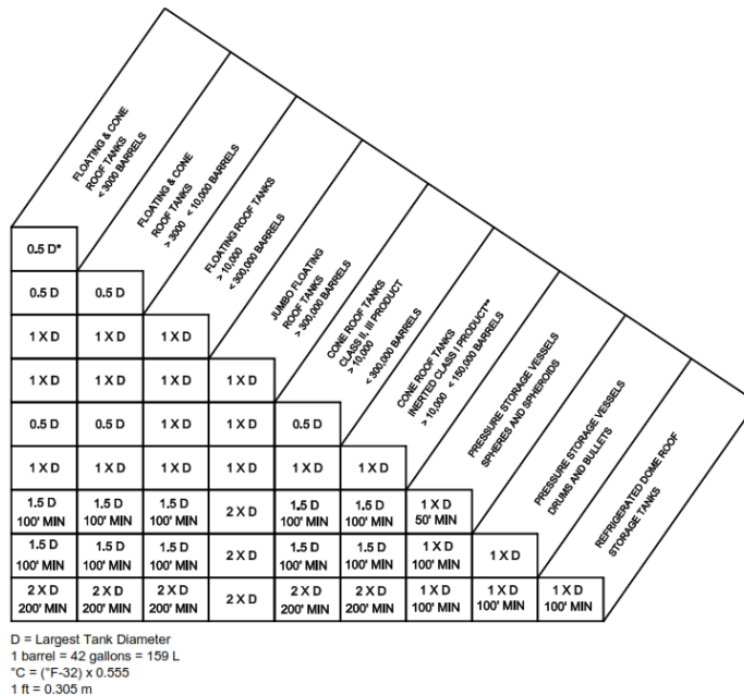 FLOATING & CONE
ROOF TANKS
< 3000 BARRELS
FLOATING & CONE
ROOF TANKS
> 3000 < 10,000 BARRELS
FLOATING ROOF TANKS
> 10,000
< 300,000 BARRELS
JUMBO FLOATING
ROOF TANKS
> 300,000 BARRELS
CONE ROOF TANKS
CLASS II, III PRODUCT
> 10,000
< 300,000 BARRELS
CONE ROOF TANKS
INERTED CLASS I PRODUCT**
> 10,000 < 150,000 BARRELS
PRESSURE STORAGE VESSELS
SPHERES AND SPHEROIDS
PRESSURE STORAGE VESSELS
DRUMS AND BULLETS
REFRIGERATED DOME ROOF
STORAGE TANKS
0.5 D*
0.5 D 0.5 D
1 X D 1 X D 1 X D
1 X D 1 X D 1 X D 1 X D
0.5 D 0.5 D 1 X D 1 X D 0.5 D
1 X D 1 X D 1 X D 1 X D 1 X D 1 X D
1.5 D 1.5 D 1.5 D 2 X D 1.5 D 1.5 D 1 X D
100' MIN 100' MIN 100' MIN 100' MIN 100' MIN 50' MIN
1.5 D 1.5 D 1.5 D 2 X D 1.5 D 1.5 D 1 X D 1 X D
100' MIN 100' MIN 100' MIN 100' MIN 100' MIN 100' MIN
2 X D 2 X D 2 X D 2 X D 2 X D 2 X D 1 X D 1 X D 1 X D
200' MIN 200' MIN 200' MIN 200' MIN 200' MIN 100' MIN 100' MIN 100' MIN
D = Largest Tank Diameter
1 barrel = 42 gallons = 159 L
°C = (°F-32) x 0.555
1 ft = 0.305 m